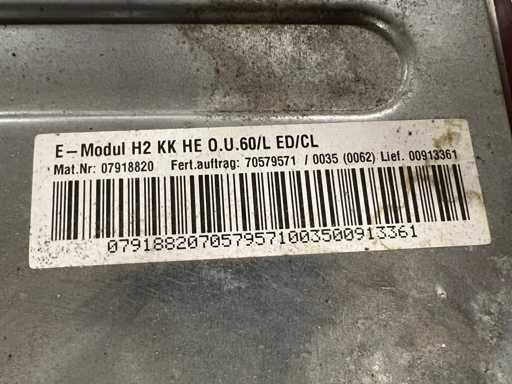 E-Modul H2 KK HE O.U.60/L ED/CL
Mat.Nr: 07918820 Fert.auftrag: 70579571 / 0035 (0062) Lief. 00913361
0791882070579571003500913361